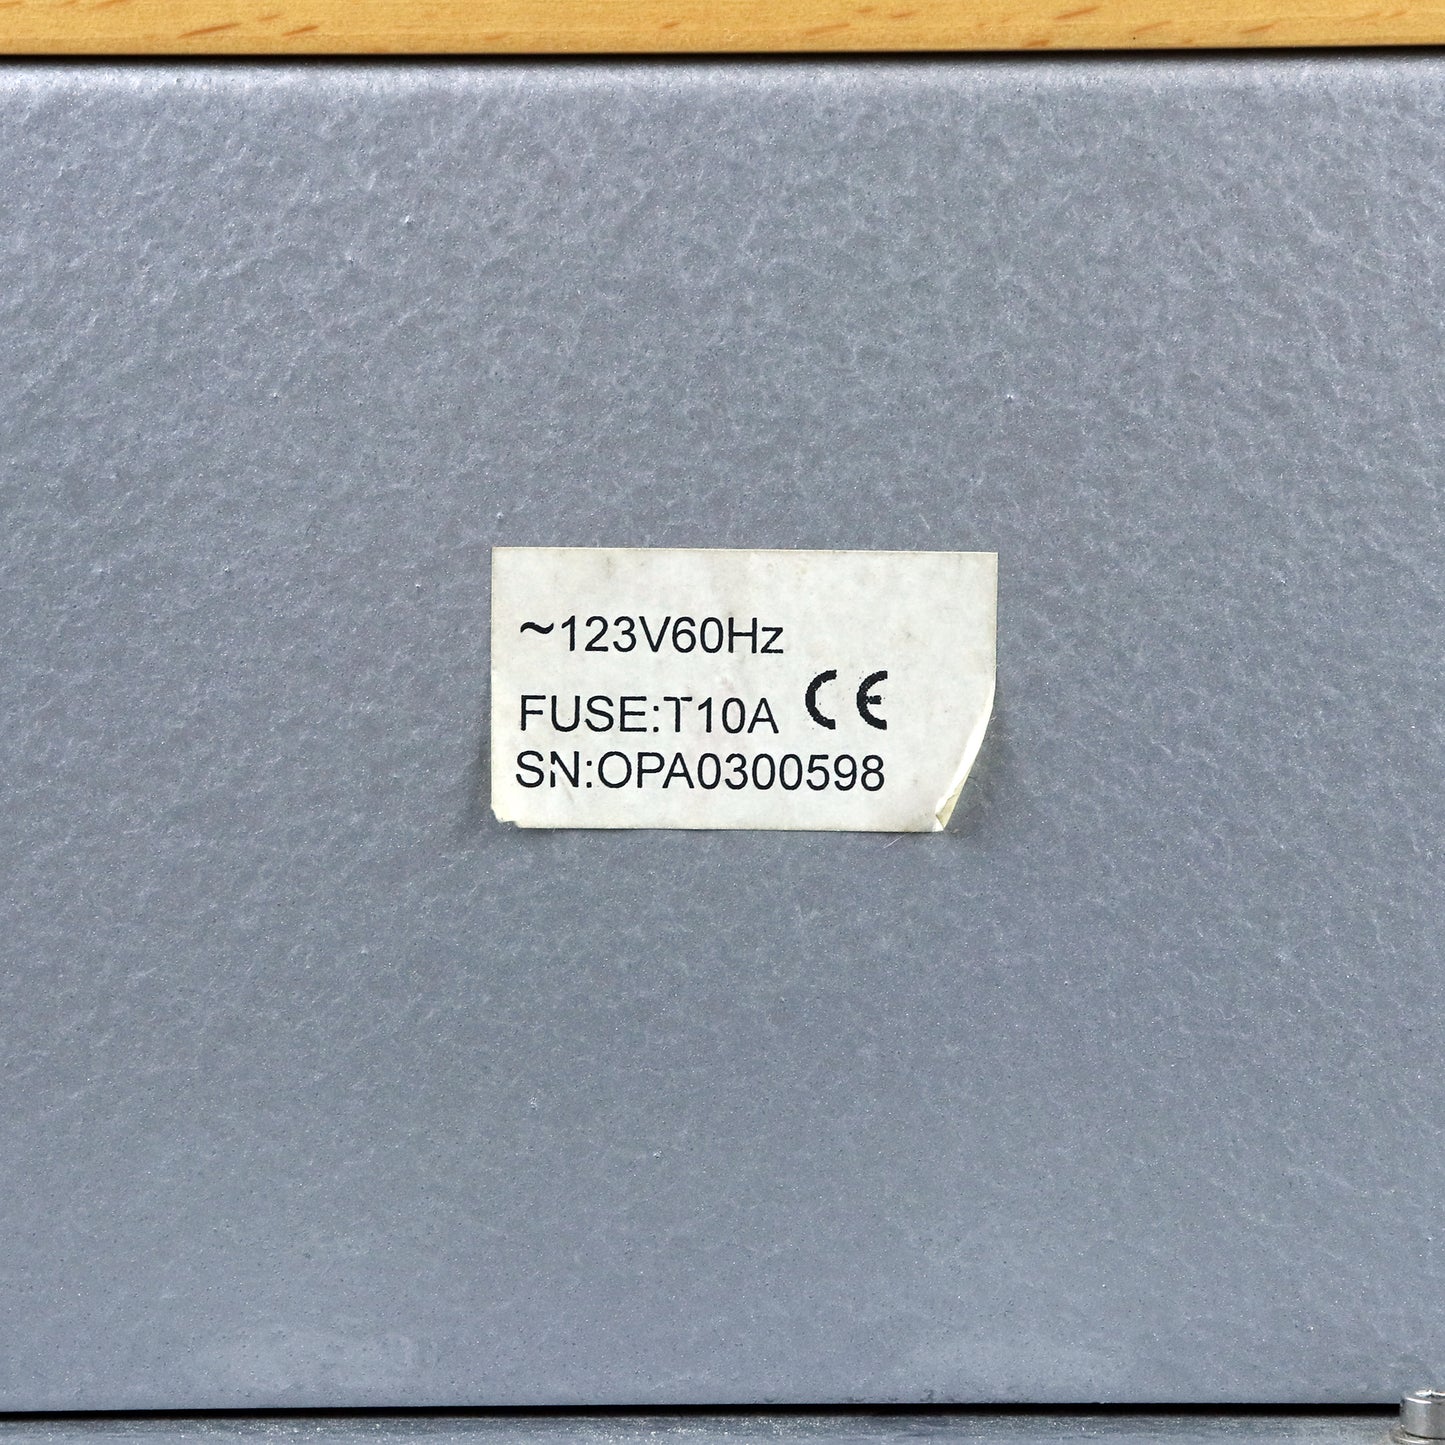 ~123V60Hz
FUSE:T10A CE
SN:OPA0300598